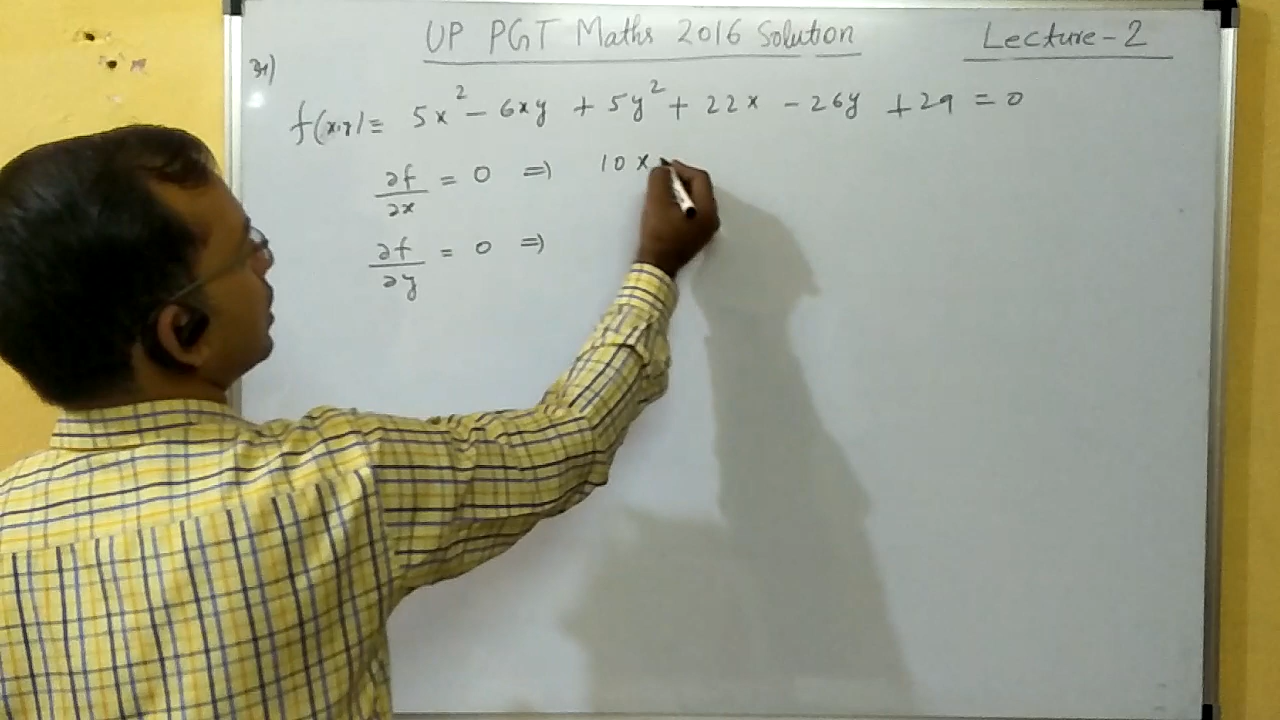 UP PGT Maths 2016 Solution Lecture-2
31)
f(x,y) = 5x² - 6xy + 5y² + 22x - 26y + 29 = 0
∂f/∂x = 0 ⇒ 10x
∂f/∂y = 0 ⇒